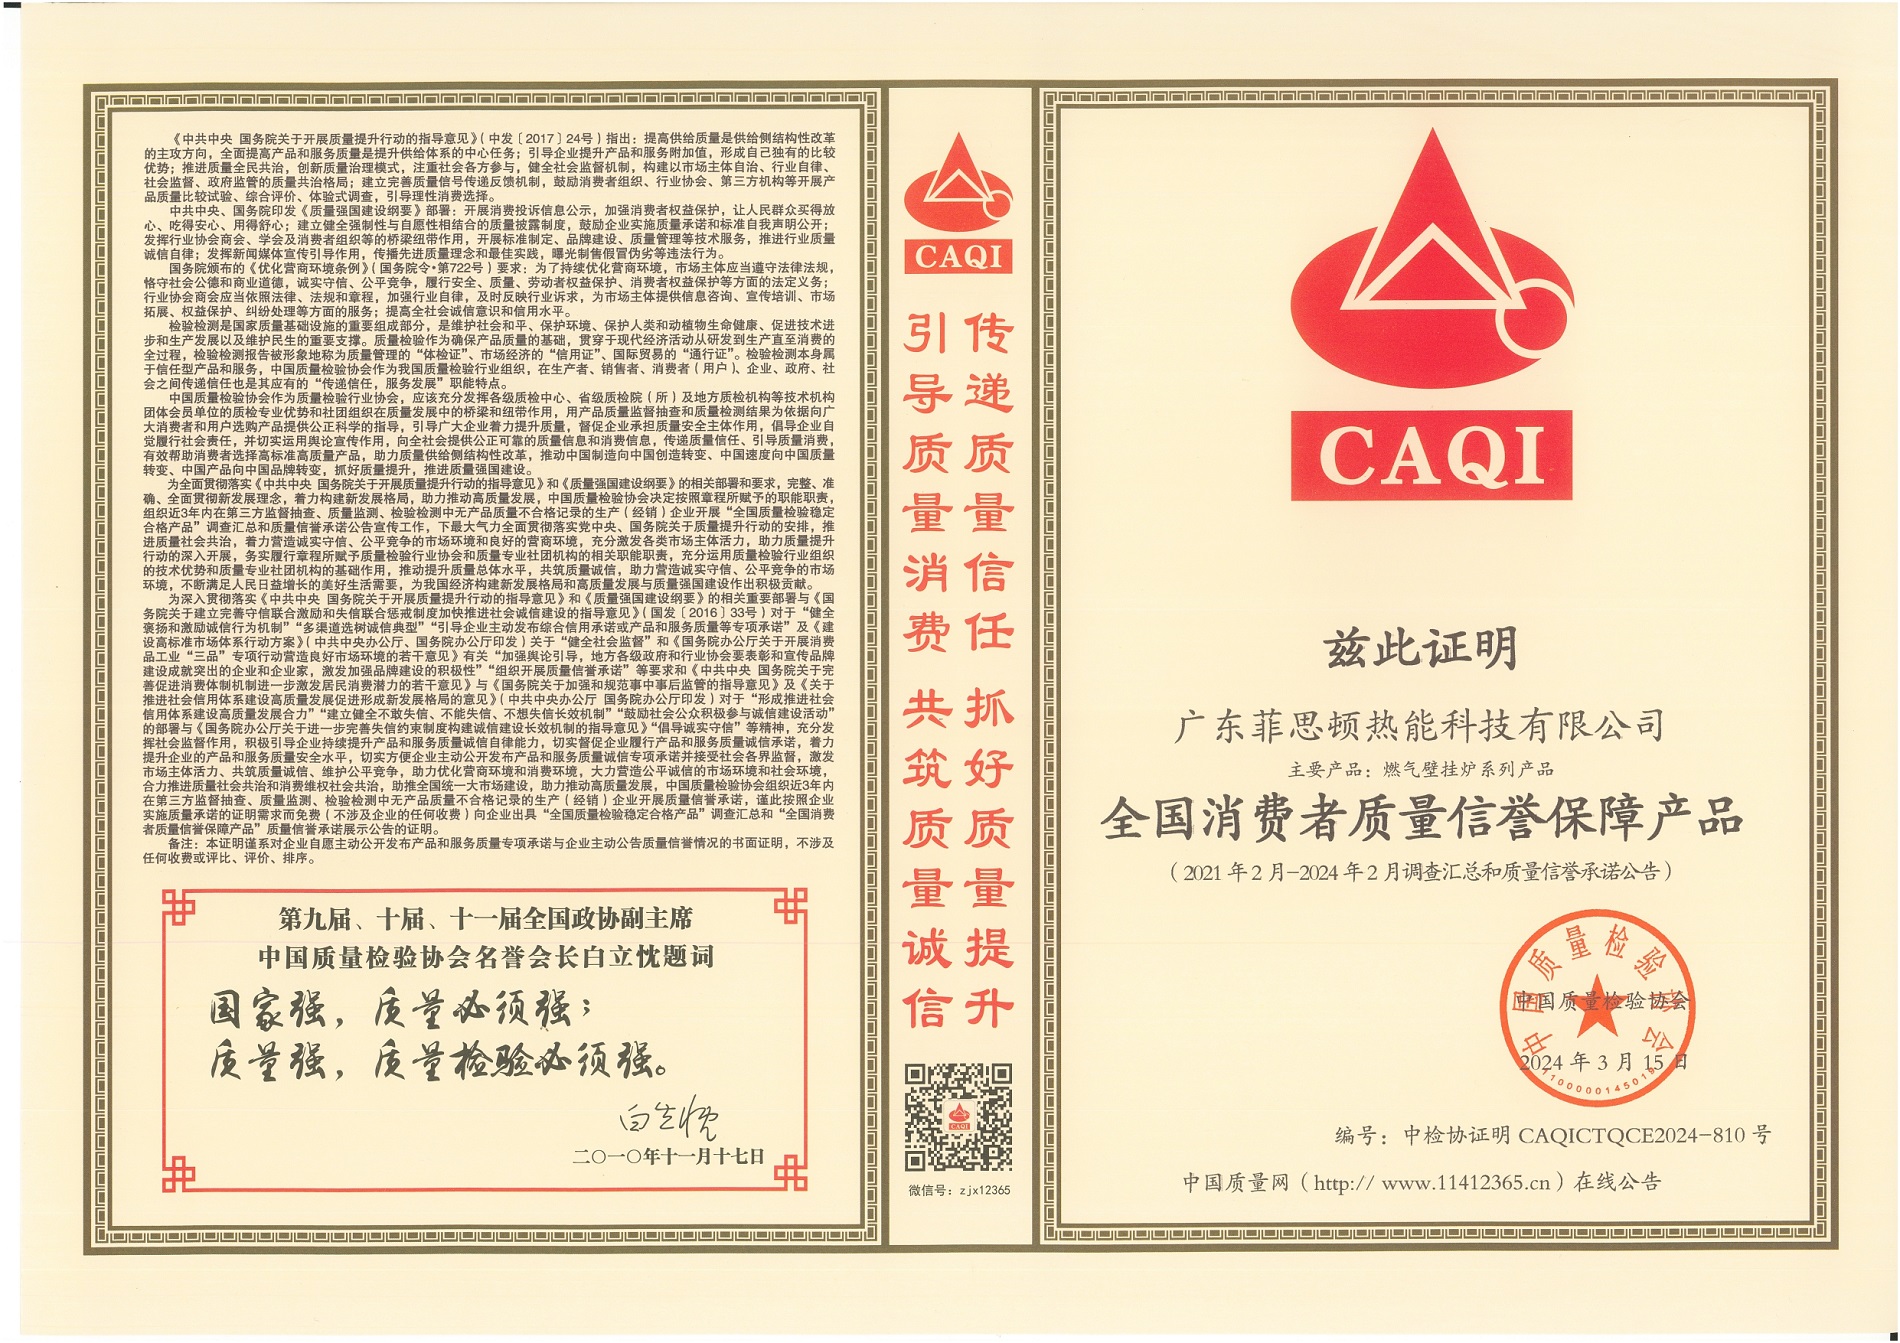 《中共中央 国务院关于开展质量提升行动的指导意见》（中发〔2017〕24号）指出：提高供给质量是供给侧结构性改革
的主攻方向，全面提高产品和服务质量是提升供给体系的中心任务；引导企业提升产品和服务附加值，形成自己独有的比较
优势；推进质量全民共治，创新质量治理模式，注重社会各方参与，健全社会监督机制，构建以市场主体自治、行业自律、
社会监督、政府监管的质量共治格局；建立完善质量信号传递反馈机制，鼓励消费者组织、行业协会、第三方机构等开展产
品质量比较试验、综合评价、体验式调查，引导理性消费选择。
中共中央、国务院印发《质量强国建设纲要》部署：开展消费投诉信息公示，加强消费者权益保护，让人民群众买得放
心、吃得安心、用得舒心；建立健全强制性与自愿性相结合的质量披露制度，鼓励企业实施质量承诺和标准自我声明公开；
发挥行业协会商会、学会及消费者组织等的桥梁纽带作用，开展标准制定、品牌建设、质量管理等技术服务，推进行业质量
诚信自律；发挥新闻媒体宣传引导作用，传播先进质量理念和最佳实践，曝光制售假冒伪劣等违法行为。
国务院颁布的《优化营商环境条例》（国务院令·第722号）要求：为了持续优化营商环境，市场主体应当遵守法律法规，
恪守社会公德和商业道德，诚实守信、公平竞争，履行安全、质量、劳动者权益保护、消费者权益保护等方面的法定义务；
行业协会商会应当依照法律、法规和章程，加强行业自律，及时反映行业诉求，为市场主体提供信息咨询、宣传培训、市场
拓展、权益保护、纠纷处理等方面的服务；提高全社会诚信意识和信用水平。
检验检测是国家质量基础设施的重要组成部分，是维护社会和平、保护环境、保护人类和动植物生命健康、促进技术进
步和生产发展以及维护民生的重要支撑。质量检验作为确保产品质量的基础，贯穿于现代经济活动从研发到生产直至消费的
全过程，检验检测报告被形象地称为质量管理的“体检证”、市场经济的“信用证”、国际贸易的“通行证”。检验检测本身属
于信任型产品和服务，中国质量检验协会作为我国质量检验行业组织，在生产者、销售者、消费者（用户）、企业、政府、社
会之间传递信任也是其应有的“传递信任，服务发展”职能特点。
中国质量检验协会作为质量检验行业协会，应该充分发挥各级质检中心、省级质检院（所）及地方质检机构等技术机构
团体会员单位的质检专业优势和社团组织在质量发展中的桥梁和纽带作用，用产品质量监督抽查和质量检测结果为依据向广
大消费者和用户选购产品提供公正科学的指导，引导广大企业着力提升质量，督促企业承担质量安全主体作用，倡导企业自
觉履行社会责任，并切实运用舆论宣传作用，向全社会提供公正可靠的质量信息和消费信息，传递质量信任、引导质量消费，
有效帮助消费者选择高标准高质量产品，助力质量供给侧结构性改革，推动中国制造向中国创造转变、中国速度向中国质量
转变、中国产品向中国品牌转变，抓好质量提升，推进质量强国建设。
为全面贯彻落实《中共中央 国务院关于开展质量提升行动的指导意见》和《质量强国建设纲要》的相关部署和要求，完整、准
确、全面贯彻新发展理念，着力构建新发展格局，助力推动高质量发展，中国质量检验协会决定按照章程所赋予的职能职责，
组织近3年内在第三方监督抽查、质量监测、检验检测中无产品质量不合格记录的生产（经销）企业开展“全国质量检验稳定
合格产品”调查汇总和质量信誉承诺公告宣传工作，下最大气力全面贯彻落实党中央、国务院关于质量提升行动的安排，推
进质量社会共治，着力营造诚实守信、公平竞争的市场环境和良好的营商环境，充分激发各类市场主体活力，助力质量提升
行动的深入开展，务实履行章程所赋予质量检验行业协会和质量专业社团机构的相关职能职责，充分运用质量检验行业组织
的技术优势和质量专业社团机构的基础作用，推动提升质量总体水平，共筑质量诚信，助力营造诚实守信、公平竞争的市场
环境，不断满足人民日益增长的美好生活需要，为我国经济构建新发展格局和高质量发展与质量强国建设作出积极贡献。
为深入贯彻落实《中共中央 国务院关于开展质量提升行动的指导意见》和《质量强国建设纲要》的相关重要部署与《国
务院关于建立完善守信联合激励和失信联合惩戒制度加快推进社会诚信建设的指导意见》（国发〔2016〕33号）对于“健全
褒扬和激励诚信行为机制”“多渠道选树诚信典型”“引导企业主动发布综合信用承诺或产品和服务质量等专项承诺”及《建
设高标准市场体系行动方案》（中共中央办公厅、国务院办公厅印发）关于“健全社会监督”和《国务院办公厅关于开展消费
品工业“三品”专项行动营造良好市场环境的若干意见》有关“加强舆论引导，地方各级政府和行业协会要表彰和宣传品牌
建设成就突出的企业和企业家，激发加强品牌建设的积极性”“组织开展质量信誉承诺”等要求和《中共中央 国务院关于完
善促进消费体制机制进一步激发居民消费潜力的若干意见》与《国务院关于加强和规范事中事后监管的指导意见》及《关于
推进社会信用体系建设高质量发展促进形成新发展格局的意见》（中共中央办公厅 国务院办公厅印发）对于“形成推进社会
信用体系建设高质量发展合力”“建立健全不敢失信、不能失信、不想失信长效机制”“鼓励社会公众积极参与诚信建设活动”
的部署与《国务院办公厅关于进一步完善失信约束制度构建诚信建设长效机制的指导意见》“倡导诚实守信”等精神，充分发
挥社会监督作用，积极引导企业持续提升产品和服务质量诚信自律能力，切实督促企业履行产品和服务质量诚信承诺，着力
提升企业的产品和服务质量安全水平，切实方便企业主动公开发布产品和服务质量诚信专项承诺并接受社会各界监督，激发
市场主体活力、共筑质量诚信、维护公平竞争，助力优化营商环境和消费环境，大力营造公平诚信的市场环境和社会环境，
合力推进质量社会共治和消费维权社会共治，助推全国统一大市场建设，助力推动高质量发展，中国质量检验协会组织近3年内
在第三方监督抽查、质量监测、检验检测中无产品质量不合格记录的生产（经销）企业开展质量信誉承诺，谨此按照企业
实施质量承诺的证明需求而免费（不涉及企业的任何收费）向企业出具“全国质量检验稳定合格产品”调查汇总和“全国消费
者质量信誉保障产品”质量信誉承诺展示公告的证明。
备注：本证明谨系对企业自愿主动公开发布产品和服务质量专项承诺与企业主动公告质量信誉情况的书面证明，不涉及
任何收费或评比、评价、排序。
第九届、十届、十一届全国政协副主席
中国质量检验协会名誉会长白立忱题词
国家强，质量必须强；
质量强，质量检验必须强。
白立忱
二〇一〇年十一月十七日
CAQI
传递质量信任 抓好质量提升
引导质量消费 共筑质量诚信
CAQI
微信号：zjx12365
CAQI
兹此证明
广东菲思顿热能科技有限公司
主要产品：燃气壁挂炉系列产品
全国消费者质量信誉保障产品
（2021年2月-2024年2月调查汇总和质量信誉承诺公告）
中国质量检验协会
中国质量检验协会
2024年3月15日
1100000145019
编号：中检协证明 CAQICTQCE2024-810 号
中国质量网（http:// www.11412365.cn）在线公告